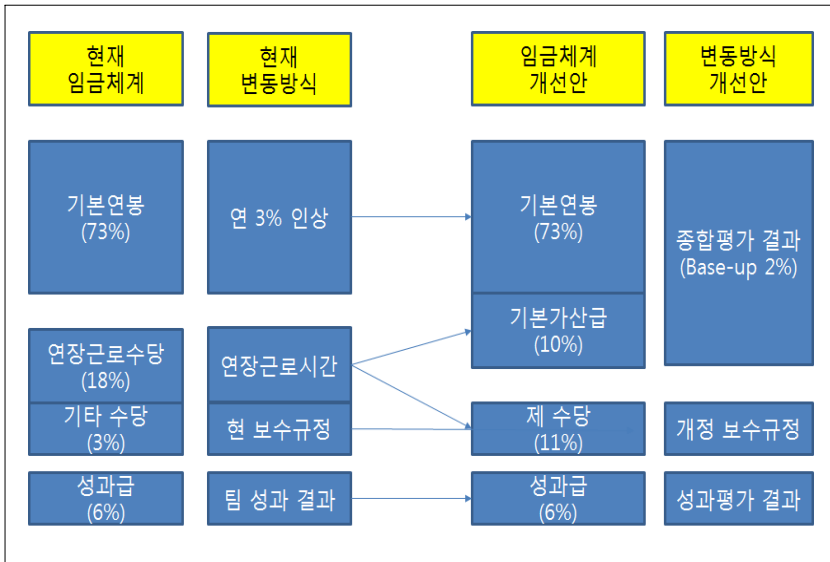 현재
임금체계
현재
변동방식
임금체계
개선안
변동방식
개선안
기본연봉
(73%)
연 3% 인상
기본연봉
(73%)
종합평가 결과
(Base-up 2%)
기본가산급
(10%)
연장근로수당
(18%)
연장근로시간
기타 수당
(3%)
현 보수규정
제 수당
(11%)
개정 보수규정
성과급
(6%)
팀 성과 결과
성과급
(6%)
성과평가 결과